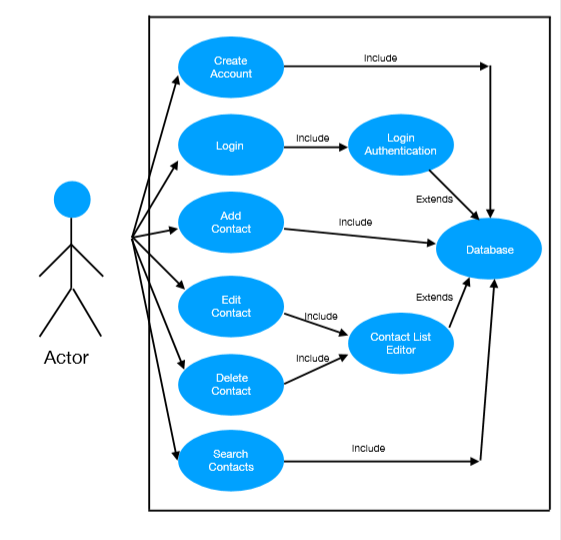 Create
Account
Include
Login
Include
Login
Authentication
Extends
Add
Contact
Include
Database
Edit
Contact
Include
Extends
Contact List
Editor
Include
Delete
Contact
Search
Contacts
Include
Actor